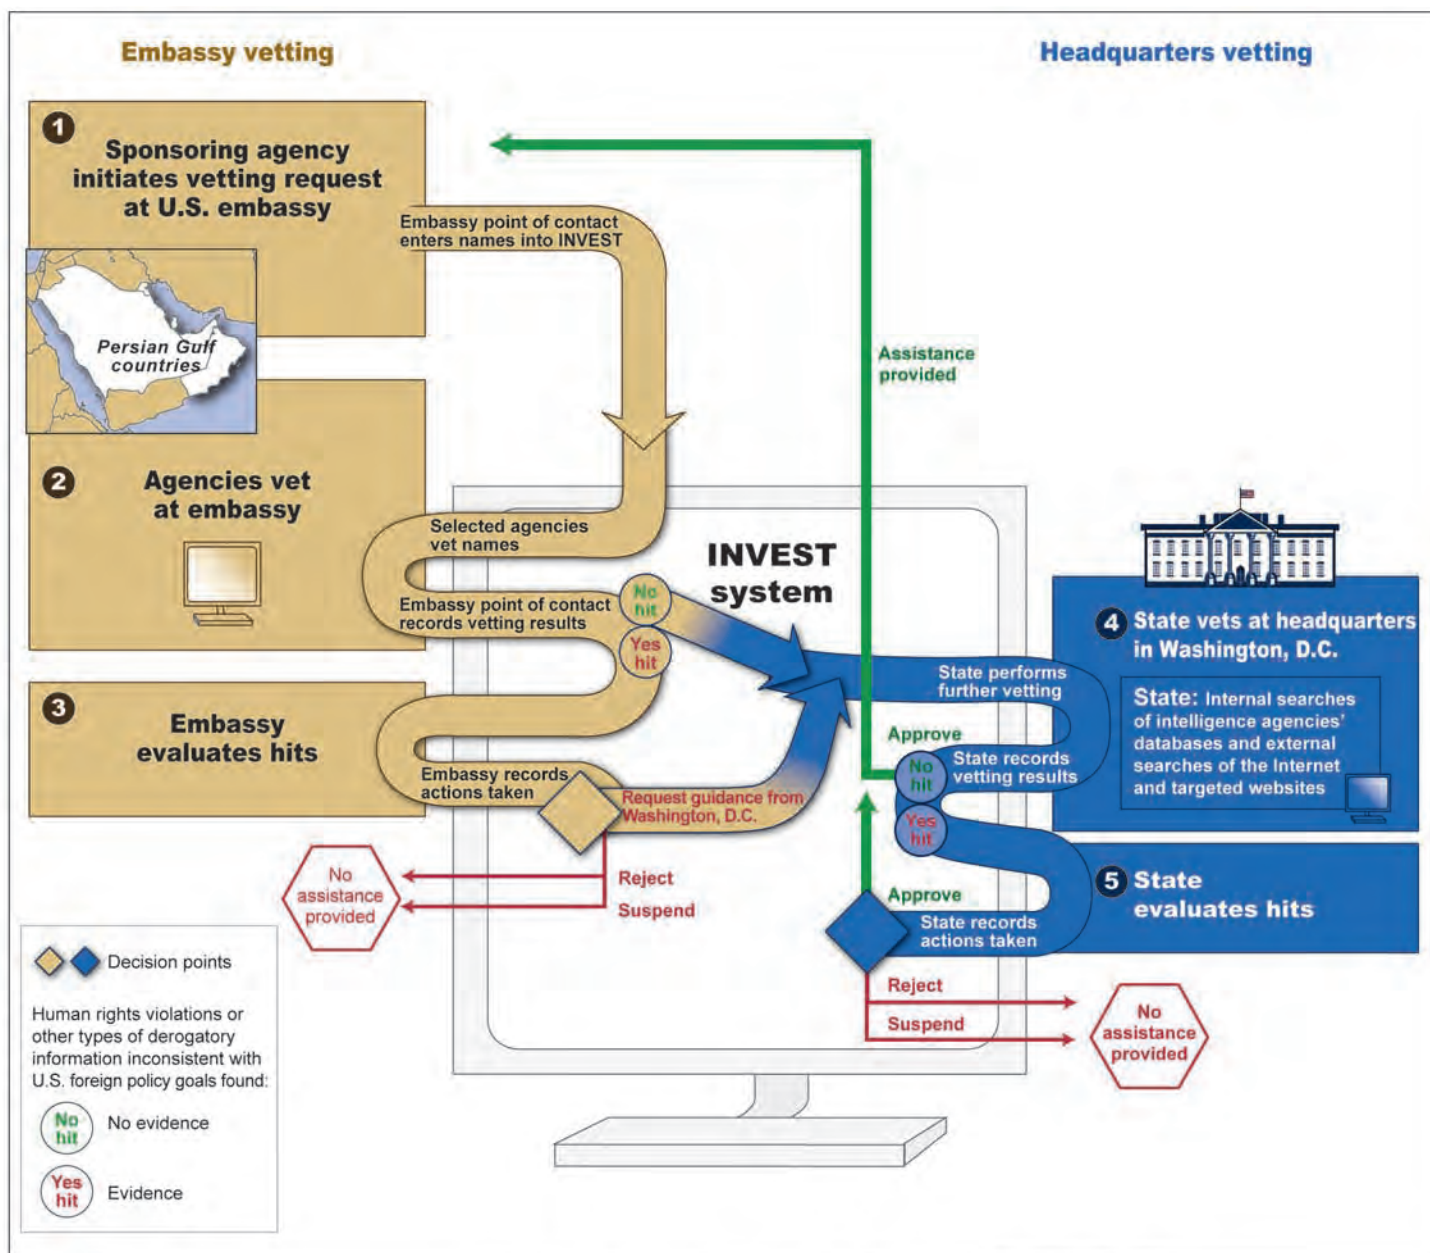 Embassy vetting
Headquarters vetting
1
Sponsoring agency
initiates vetting request
at U.S. embassy
Embassy point of contact
enters names into INVEST
Persian Gulf
countries
Assistance
provided
2
Agencies vet
at embassy
Selected agencies
vet names
INVEST
system
Embassy point of contact
records vetting results
No
hit
Yes
hit
3
Embassy
evaluates hits
Embassy records
actions taken
Request guidance from
Washington, D.C.
Reject
Suspend
No
assistance
provided
4
State vets at headquarters
in Washington, D.C.
State: Internal searches
of intelligence agencies’
databases and external
searches of the Internet
and targeted websites
State performs
further vetting
Approve
State records
vetting results
No
hit
Yes
hit
5
State
evaluates hits
Approve
State records
actions taken
Reject
Suspend
No
assistance
provided
Decision points
Human rights violations or
other types of derogatory
information inconsistent with
U.S. foreign policy goals found:
No
hit
No evidence
Yes
hit
Evidence